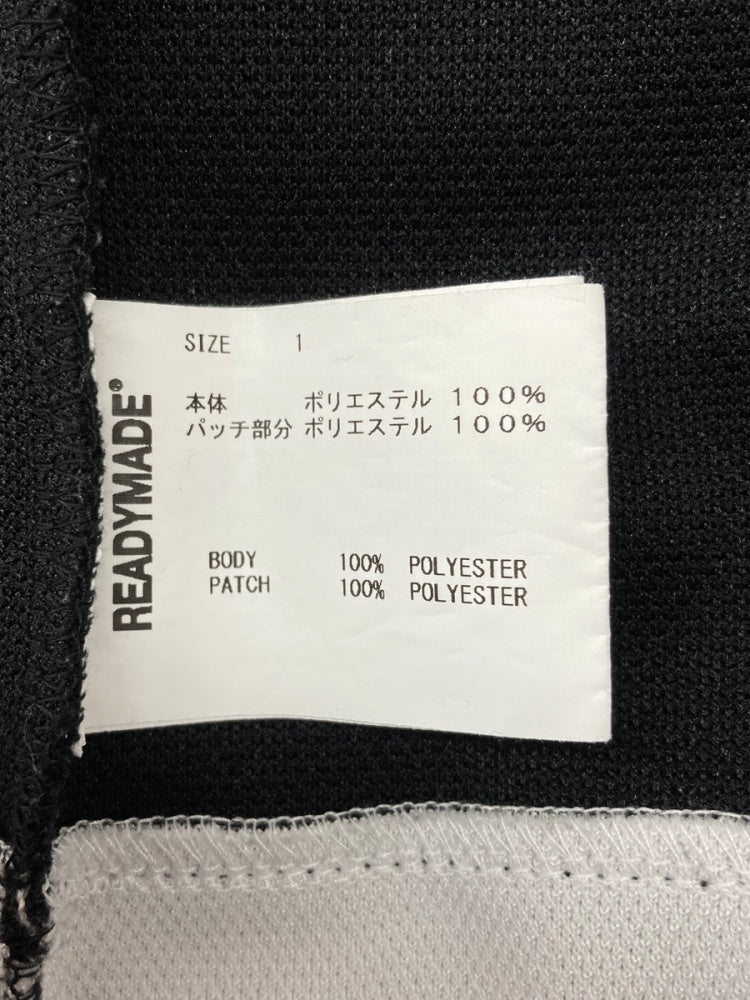 SIZE 1
本体 ポリエステル 100%
パッチ部分 ポリエステル 100%
BODY 100% POLYESTER
PATCH 100% POLYESTER
READYMADE®